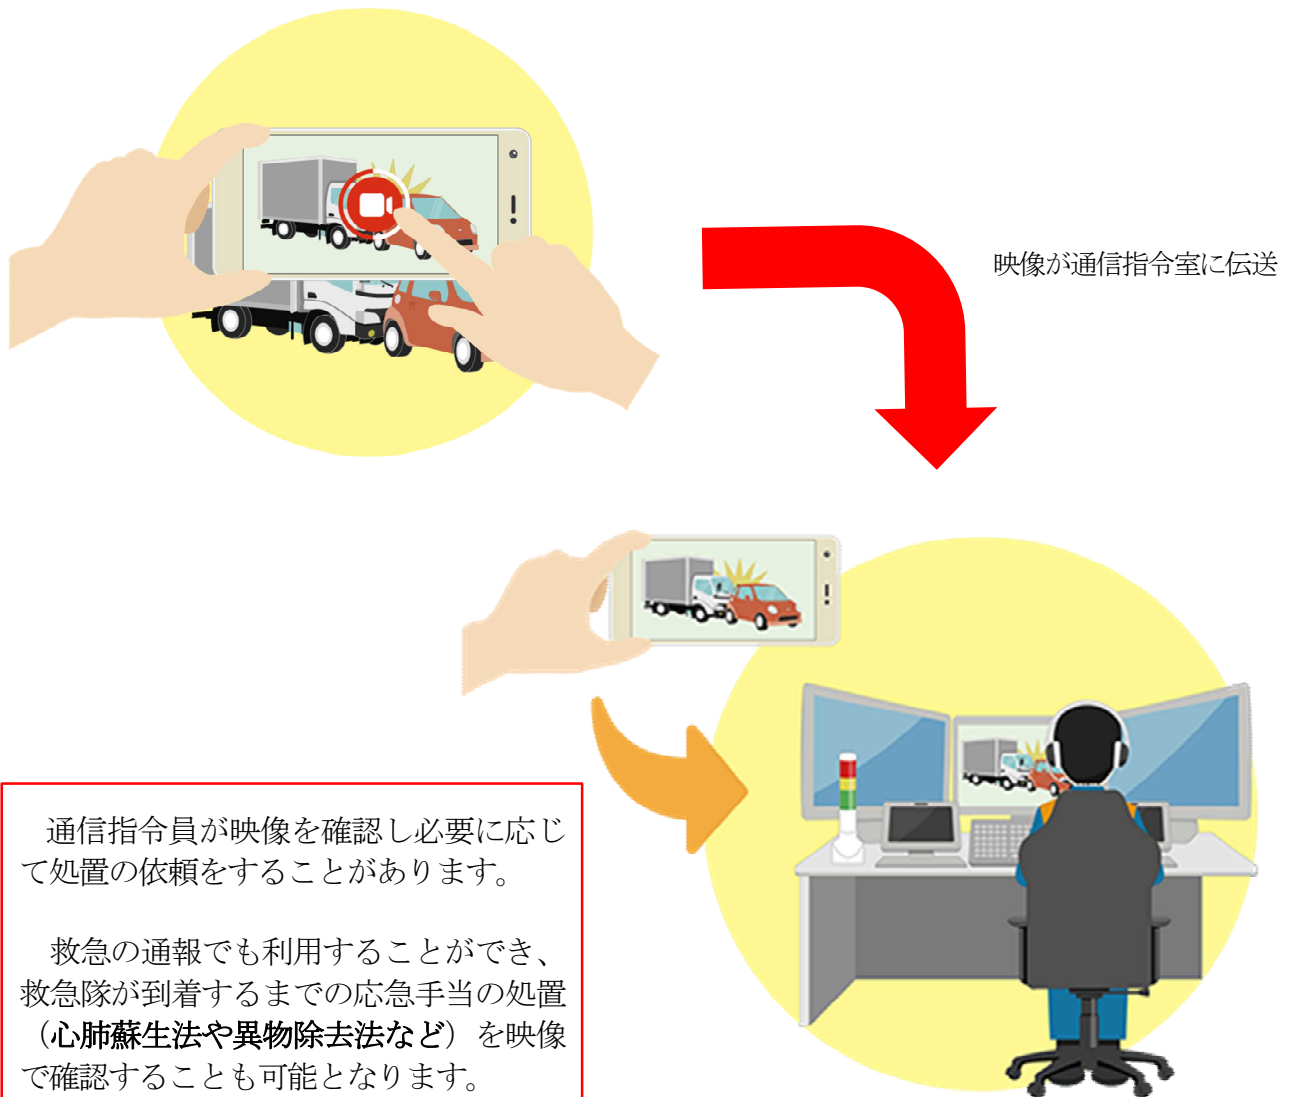 映像が通信指令室に伝送
通信指令員が映像を確認し必要に応じ
て処置の依頼をすることがあります。
救急の通報でも利用することができ、
救急隊が到着するまでの応急手当の処置
（心肺蘇生法や異物除去法など）を映像
で確認することも可能となります。